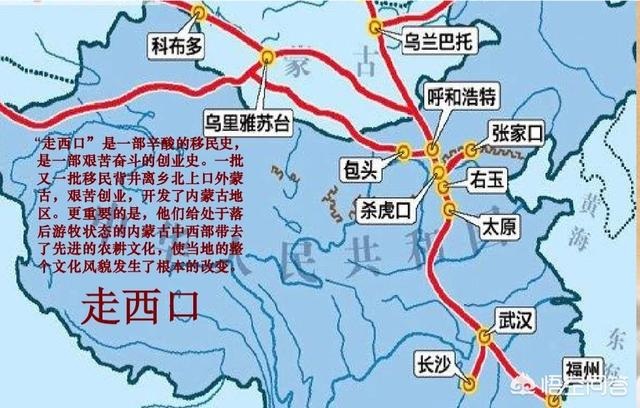 科布多
乌兰巴托
蒙古
乌里雅苏台
呼和浩特
张家口
包头
右玉
杀虎口
太原
黄海
“走西口”是一部辛酸的移民史，
是一部艰苦奋斗的创业史。一批
又一批移民背井离乡北上口外蒙
古，艰苦创业，开发了内蒙古地
区。更重要的是，他们给处于落
后游牧状态的内蒙古中西部带去
了先进的农耕文化，使当地的整
个文化风貌发生了根本的改变。
人民共和国
走西口
武汉
长沙
福州
东
悟空问答